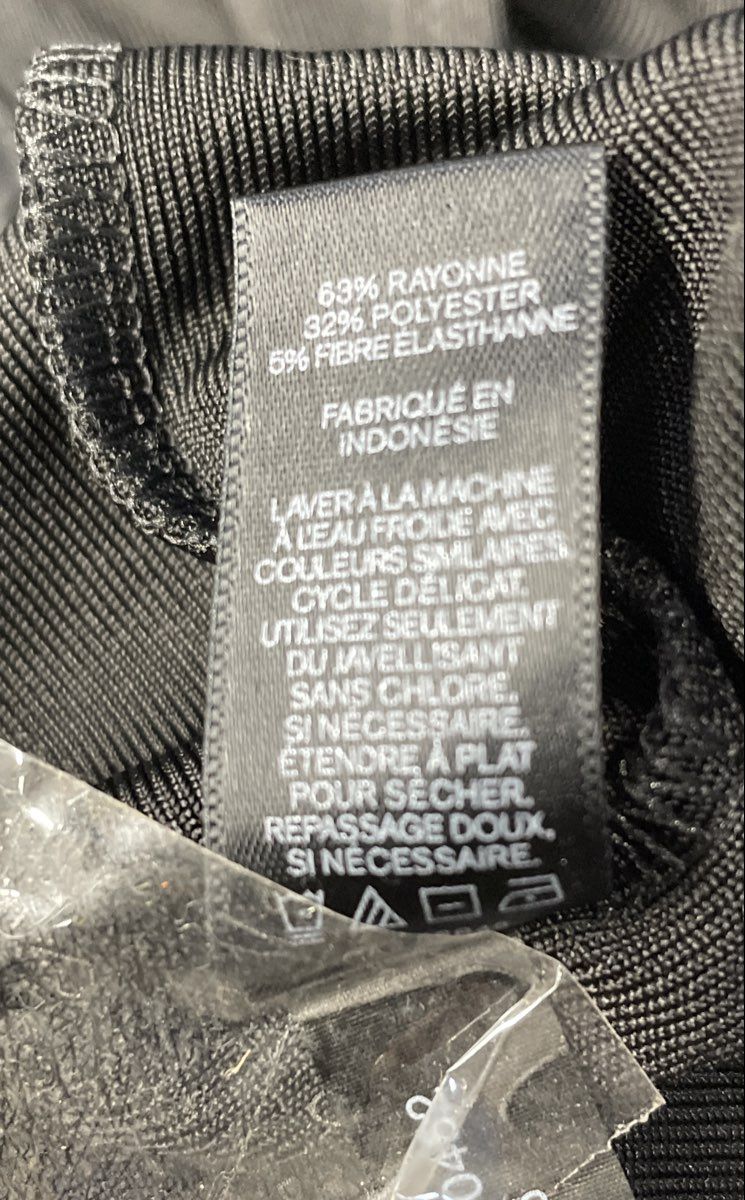 63% RAYONNE
32% POLYESTER
5% FIBRE ÉLASTHANNE
FABRIQUÉ EN
INDONÉSIE
LAVER À LA MACHINE
À L'EAU FROIDE AVEC
COULEURS SIMILAIRES.
CYCLE DÉLICAT.
UTILISEZ SEULEMENT
DU JAVELLISANT
SANS CHLORE,
SI NÉCESSAIRE.
ÉTENDRE À PLAT
POUR SÉCHER.
REPASSAGE DOUX,
SI NÉCESSAIRE.